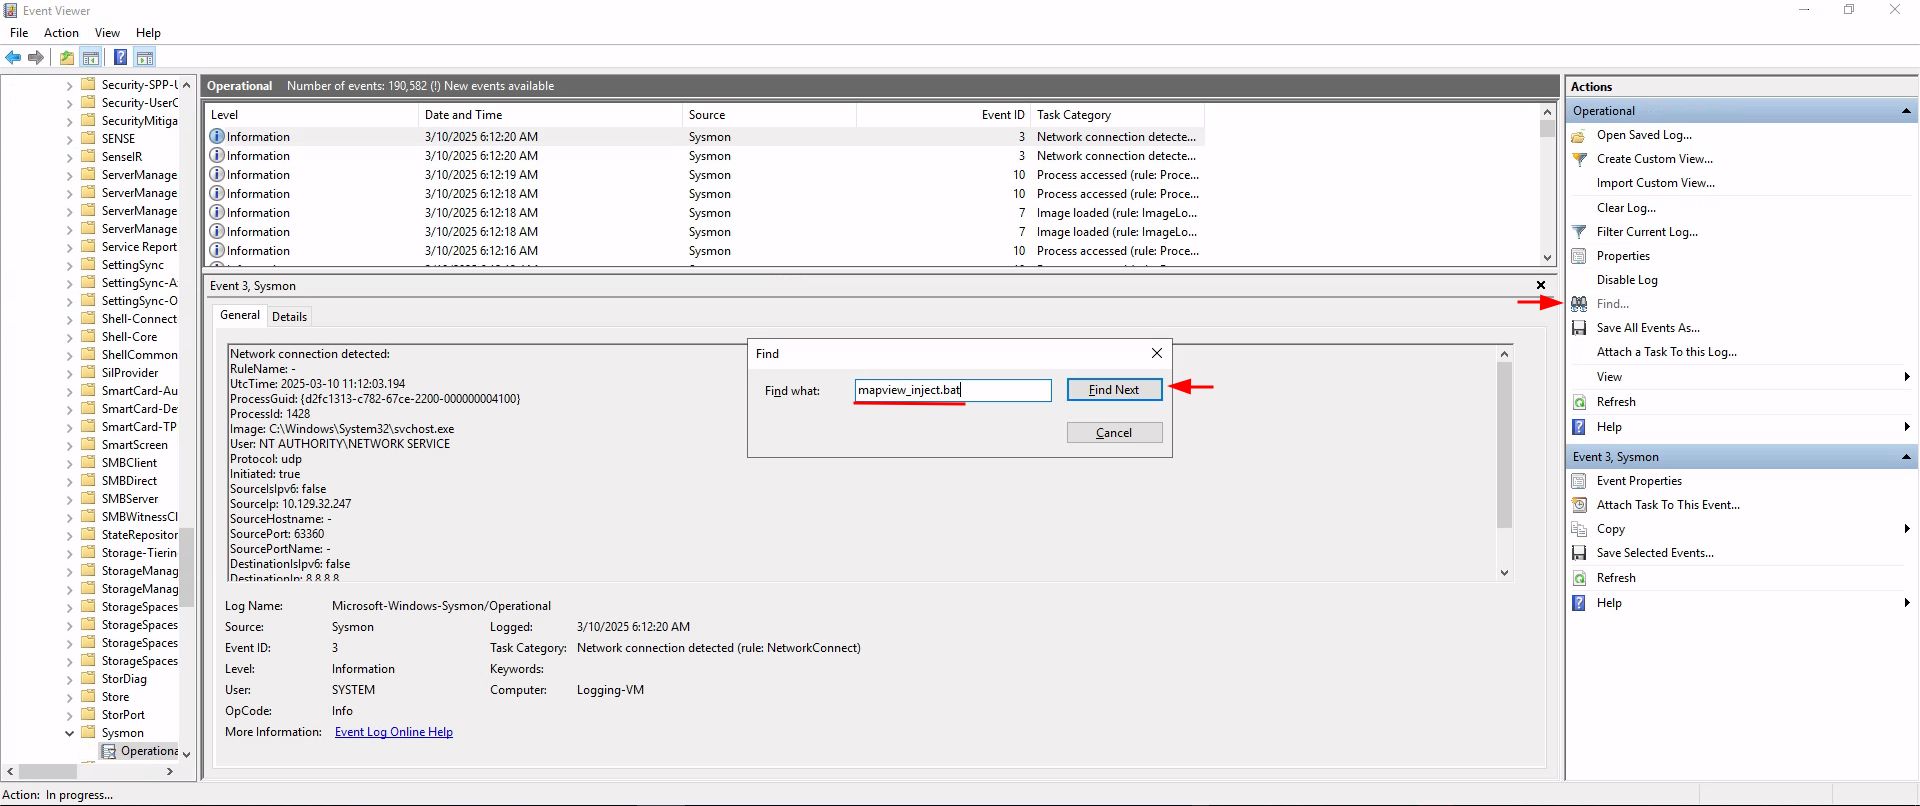 Event Viewer
File Action View Help
Security-SPP-U
Security-UserC
SecurityMitiga
SENSE
SenseIR
ServerManage
ServerManage
ServerManage
ServerManage
Service Report
SettingSync
SettingSync-A
SettingSync-O
Shell-Connect
Shell-Core
ShellCommon
SilProvider
SmartCard-Au
SmartCard-De
SmartCard-TP
SmartScreen
SMBClient
SMBDirect
SMBServer
SMBWitnessCl
StateRepositor
Storage-Tierin
StorageManag
StorageManag
StorageSpaces
StorageSpaces
StorageSpaces
StorageSpaces
StorDiag
Store
StorPort
Sysmon
Operationa
Operational Number of events: 190,582 (!) New events available
Level Date and Time Source Event ID Task Category
Information 3/10/2025 6:12:20 AM Sysmon 3 Network connection detecte...
Information 3/10/2025 6:12:20 AM Sysmon 3 Network connection detecte...
Information 3/10/2025 6:12:19 AM Sysmon 10 Process accessed (rule: Proce...
Information 3/10/2025 6:12:18 AM Sysmon 10 Process accessed (rule: Proce...
Information 3/10/2025 6:12:18 AM Sysmon 7 Image loaded (rule: ImageLo...
Information 3/10/2025 6:12:18 AM Sysmon 7 Image loaded (rule: ImageLo...
Information 3/10/2025 6:12:16 AM Sysmon 10 Process accessed (rule: Proce...
Event 3, Sysmon
General Details
Network connection detected:
RuleName: -
UtcTime: 2025-03-10 11:12:03.194
ProcessGuid: {d2fc1313-c782-67ce-2200-000000004100}
ProcessId: 1428
Image: C:\Windows\System32\svchost.exe
User: NT AUTHORITY\NETWORK SERVICE
Protocol: udp
Initiated: true
SourceIsIpv6: false
SourceIp: 10.129.32.247
SourceHostname: -
SourcePort: 63360
SourcePortName: -
DestinationIsIpv6: false
DestinationIp: 8.8.8.8
Find
Find what: mapview_inject.bat Find Next
Cancel
Log Name: Microsoft-Windows-Sysmon/Operational
Source: Sysmon Logged: 3/10/2025 6:12:20 AM
Event ID: 3 Task Category: Network connection detected (rule: NetworkConnect)
Level: Information Keywords:
User: SYSTEM Computer: Logging-VM
OpCode: Info
More Information: Event Log Online Help
Actions
Operational
Open Saved Log...
Create Custom View...
Import Custom View...
Clear Log...
Filter Current Log...
Properties
Disable Log
Find...
Save All Events As...
Attach a Task To this Log...
View
Refresh
Help
Event 3, Sysmon
Event Properties
Attach Task To This Event...
Copy
Save Selected Events...
Refresh
Help
Action: In progress...